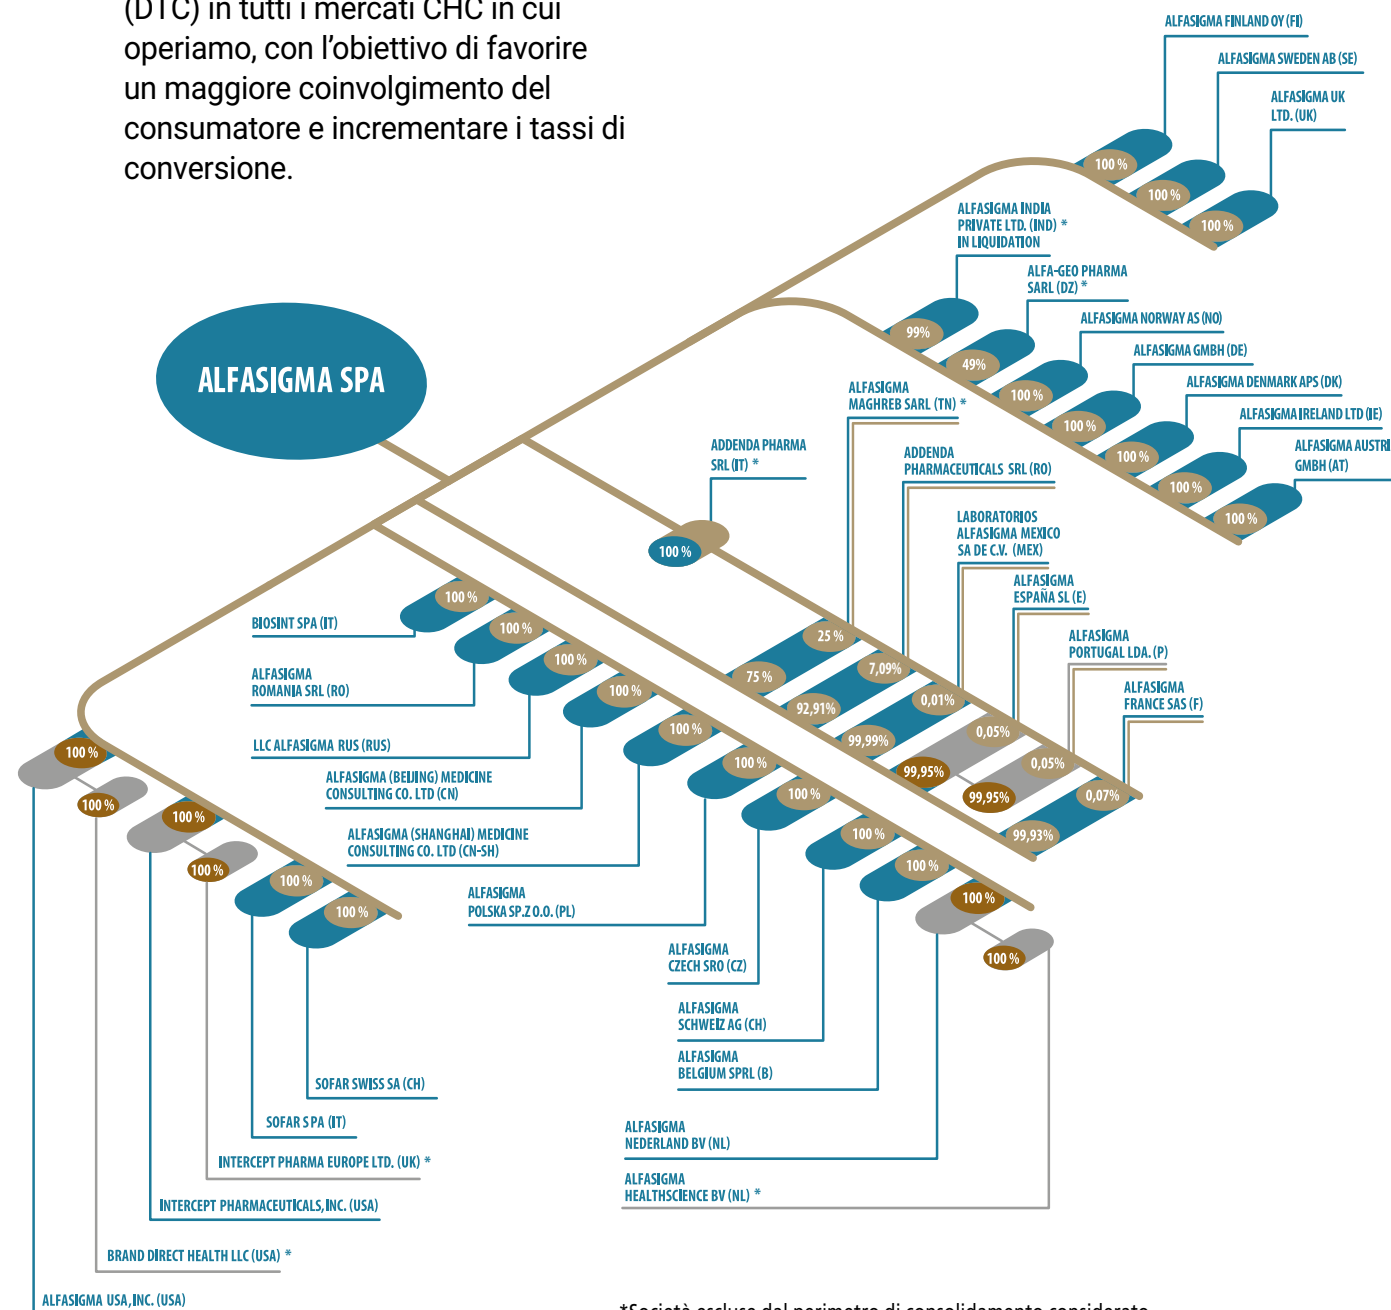 (DTC) in tutti i mercati CHC in cui
operiamo, con l'obiettivo di favorire
un maggiore coinvolgimento del
consumatore e incrementare i tassi di
conversione.
ALFASIGMA FINLAND OY (FI)
ALFASIGMA SWEDEN AB (SE)
ALFASIGMA UK
LTD. (UK)
100 %
100 %
100 %
ALFASIGMA INDIA
PRIVATE LTD. (IND) *
IN LIQUIDATION
ALFA-GEO PHARMA
SARL (DZ) *
ALFASIGMA NORWAY AS (NO)
ALFASIGMA GMBH (DE)
ALFASIGMA DENMARK APS (DK)
ALFASIGMA IRELAND LTD (IE)
ALFASIGMA AUSTRI
GMBH (AT)
99%
49%
100 %
100 %
100 %
100 %
100 %
ALFASIGMA SPA
ALFASIGMA
MAGHREB SARL (TN) *
ADDENDA PHARMA
SRL (IT) *
100 %
ADDENDA
PHARMACEUTICALS SRL (RO)
LABORATORIOS
ALFASIGMA MEXICO
SA DE C.V. (MEX)
ALFASIGMA
ESPAÑA SL (E)
ALFASIGMA
PORTUGAL LDA. (P)
ALFASIGMA
FRANCE SAS (F)
25 %
7,09%
0,01%
0,05%
0,05%
0,07%
75 %
92,91%
99,99%
99,95%
99,95%
99,93%
100 %
100 %
100 %
100 %
100 %
100 %
100 %
100 %
100 %
100 %
100 %
BIOSINT SPA (IT)
ALFASIGMA
ROMANIA SRL (RO)
LLC ALFASIGMA RUS (RUS)
ALFASIGMA (BEIJING) MEDICINE
CONSULTING CO. LTD (CN)
ALFASIGMA (SHANGHAI) MEDICINE
CONSULTING CO. LTD (CN-SH)
ALFASIGMA
POLSKA SP.Z O.O. (PL)
ALFASIGMA
CZECH SRO (CZ)
ALFASIGMA
SCHWEIZ AG (CH)
ALFASIGMA
BELGIUM SPRL (B)
ALFASIGMA
NEDERLAND BV (NL)
ALFASIGMA
HEALTHSCIENCE BV (NL) *
100 %
100 %
100 %
100 %
100 %
100 %
SOFAR SWISS SA (CH)
SOFAR SPA (IT)
INTERCEPT PHARMA EUROPE LTD. (UK) *
INTERCEPT PHARMACEUTICALS, INC. (USA)
BRAND DIRECT HEALTH LLC (USA) *
ALFASIGMA USA, INC. (USA)
*Società escluse dal perimetro di consolidamento considerato